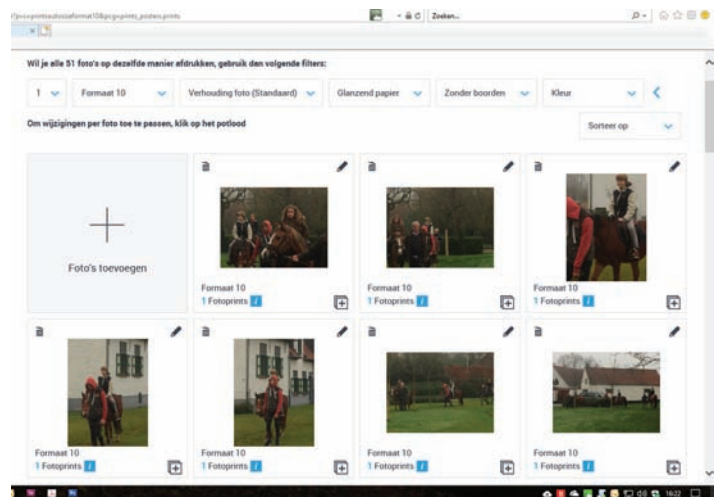 Zoeken...
Wil je alle 51 foto's op dezelfde manier afdrukken, gebruik dan volgende filters:
1
Formaat 10
Verhouding foto (Standaard)
Glanzend papier
Zonder boorden
Kleur
Om wijzigingen per foto toe te passen, klik op het potlood
Sorteer op
Foto's toevoegen
Formaat 10
1 Fotoprints i
Formaat 10
1 Fotoprints i
Formaat 10
1 Fotoprints i
Formaat 10
1 Fotoprints i
Formaat 10
1 Fotoprints i
Formaat 10
1 Fotoprints i
Formaat 10
1 Fotoprints i
1622